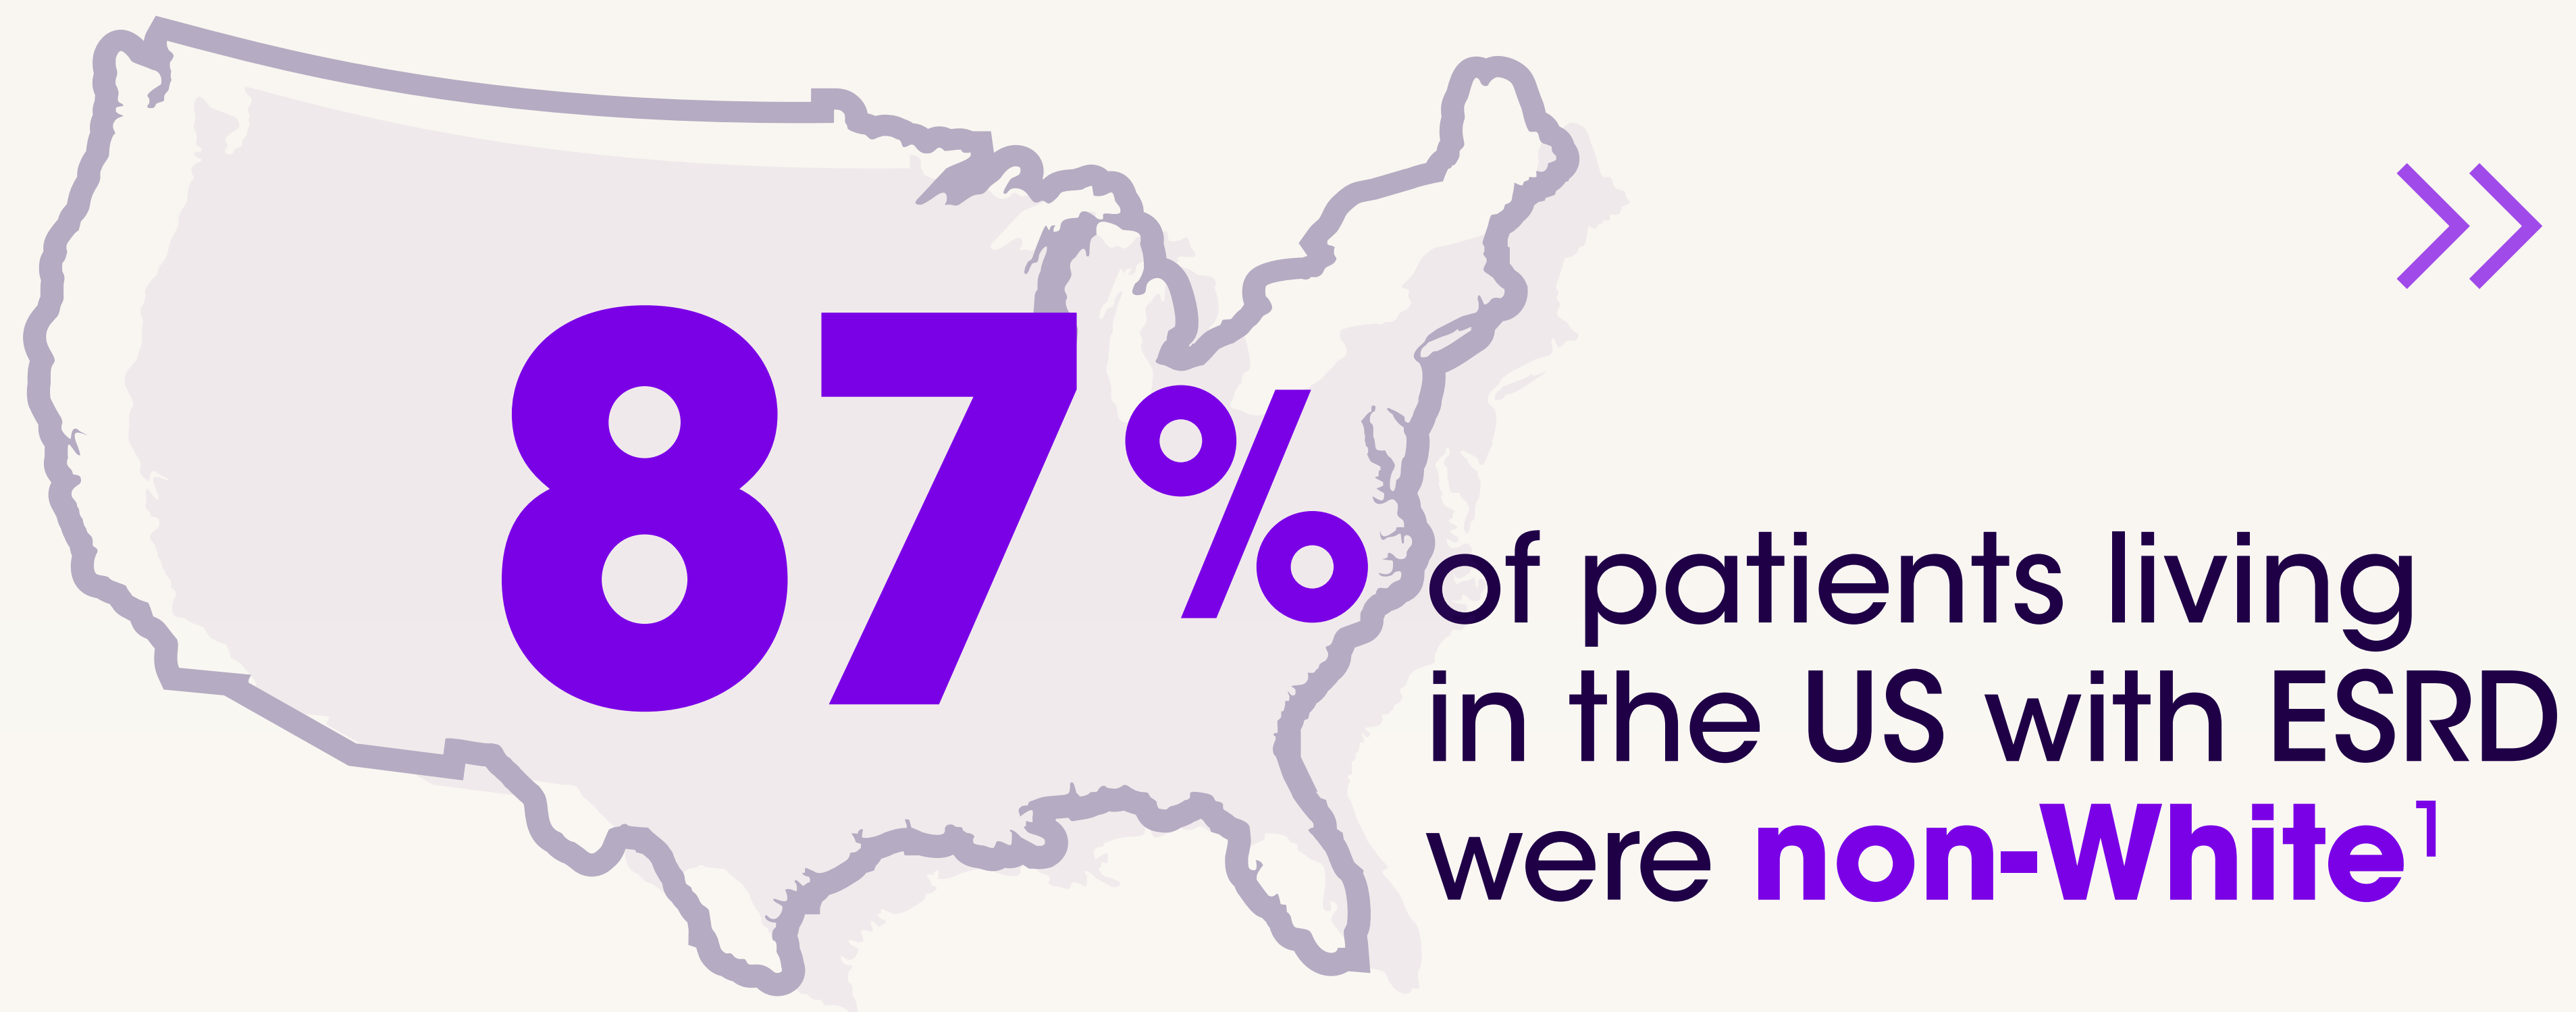 87%
of patients living
in the US with ESRD
were non-White¹